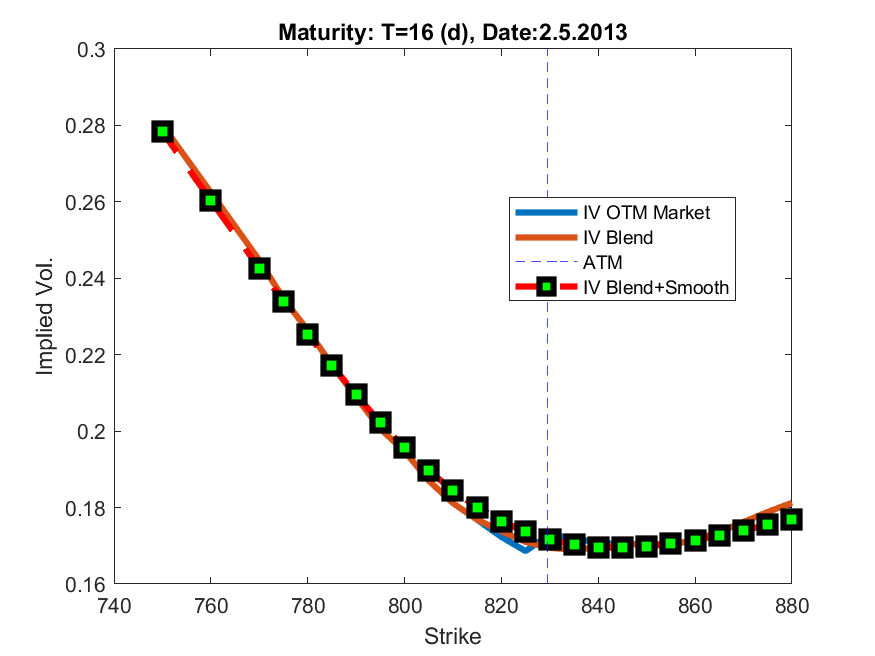 Maturity: T=16 (d), Date:2.5.2013
0.3
0.28
0.26
0.24
0.22
0.2
0.18
0.16
Implied Vol.
IV OTM Market
IV Blend
ATM
IV Blend+Smooth
740 760 780 800 820 840 860 880
Strike